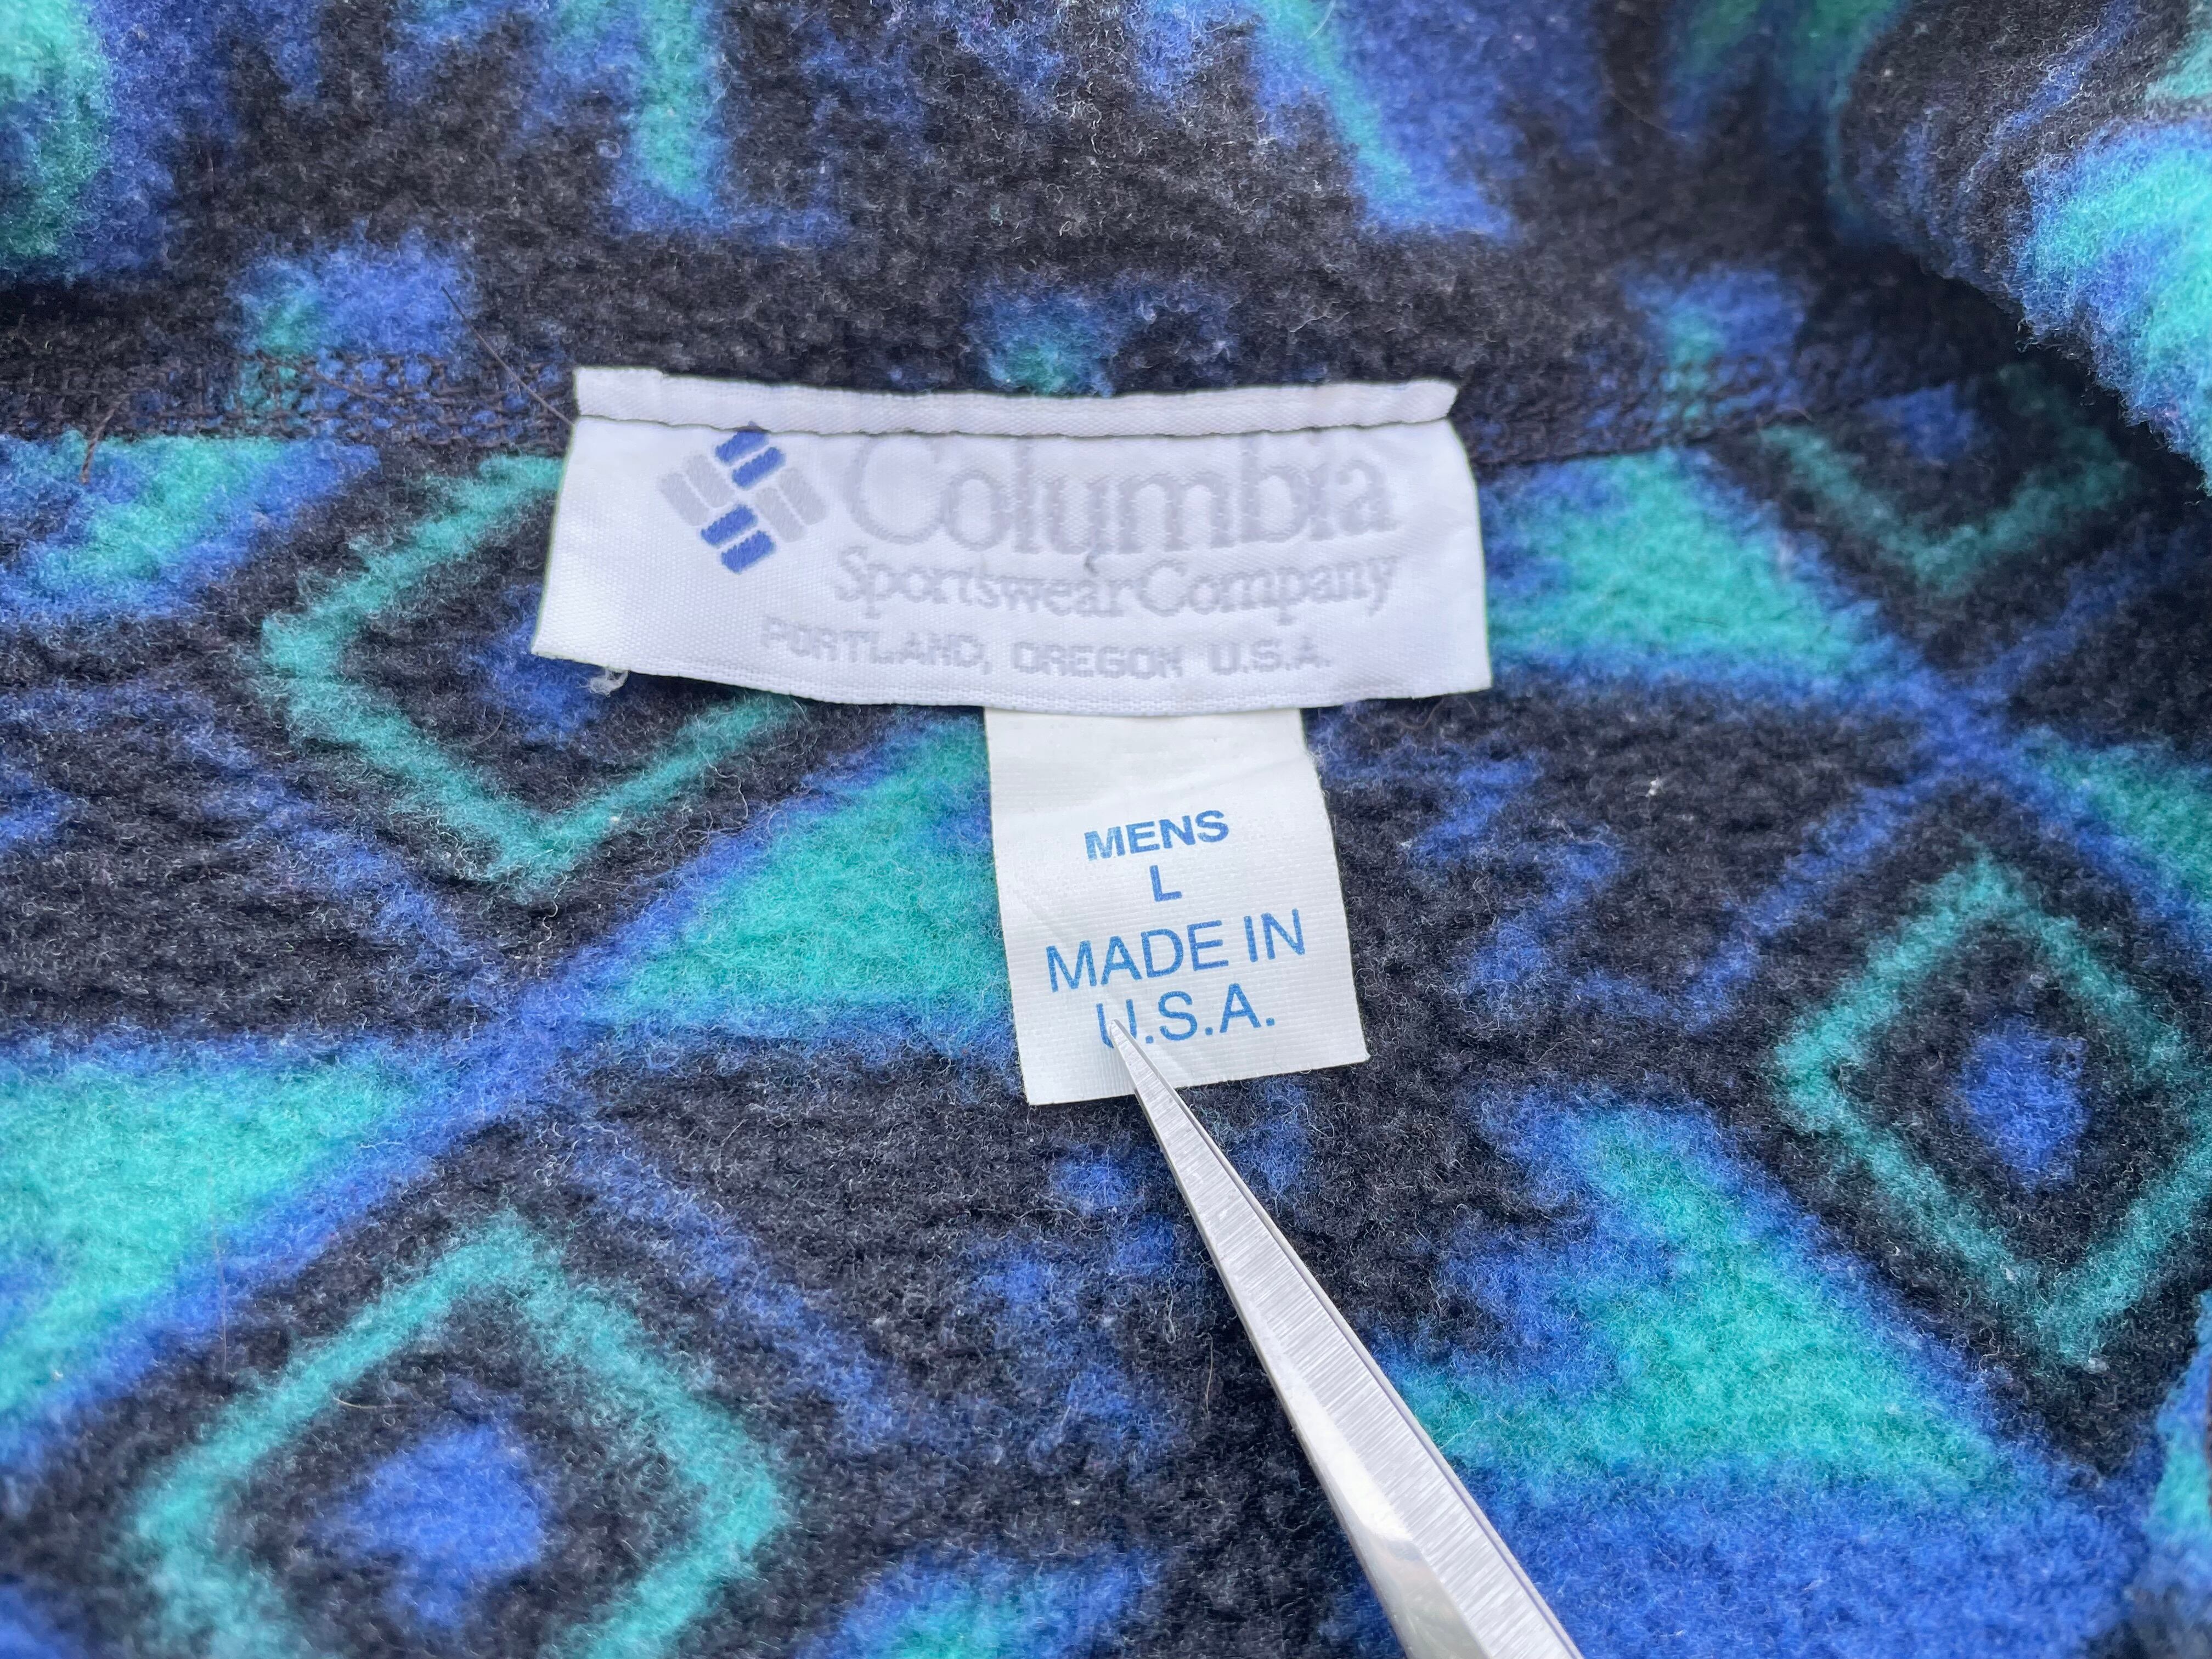 Columbia
Sportswear Company
PORTLAND, OREGON U.S.A.
MENS
L
MADE IN
U.S.A.